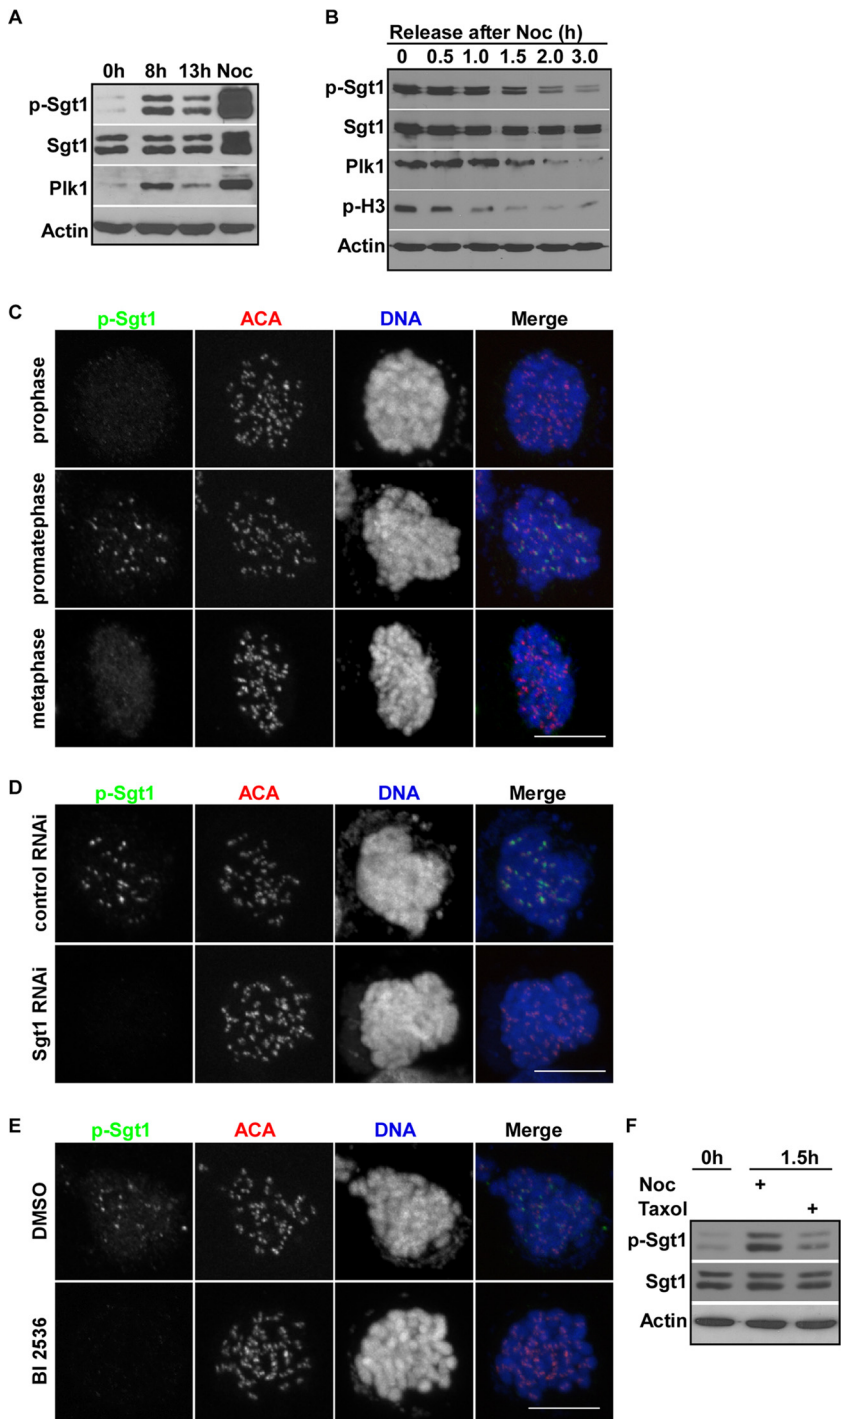 A
0h 8h 13h Noc
p-Sgt1
Sgt1
Plk1
Actin
B
Release after Noc (h)
0 0.5 1.0 1.5 2.0 3.0
p-Sgt1
Sgt1
Plk1
p-H3
Actin
C
p-Sgt1 ACA DNA Merge
prophase
promatephase
metaphase
D
p-Sgt1 ACA DNA Merge
control RNAi
Sgt1 RNAi
E
p-Sgt1 ACA DNA Merge
DMSO
BI 2536
F
0h 1.5h
Noc +
Taxol +
p-Sgt1
Sgt1
Actin